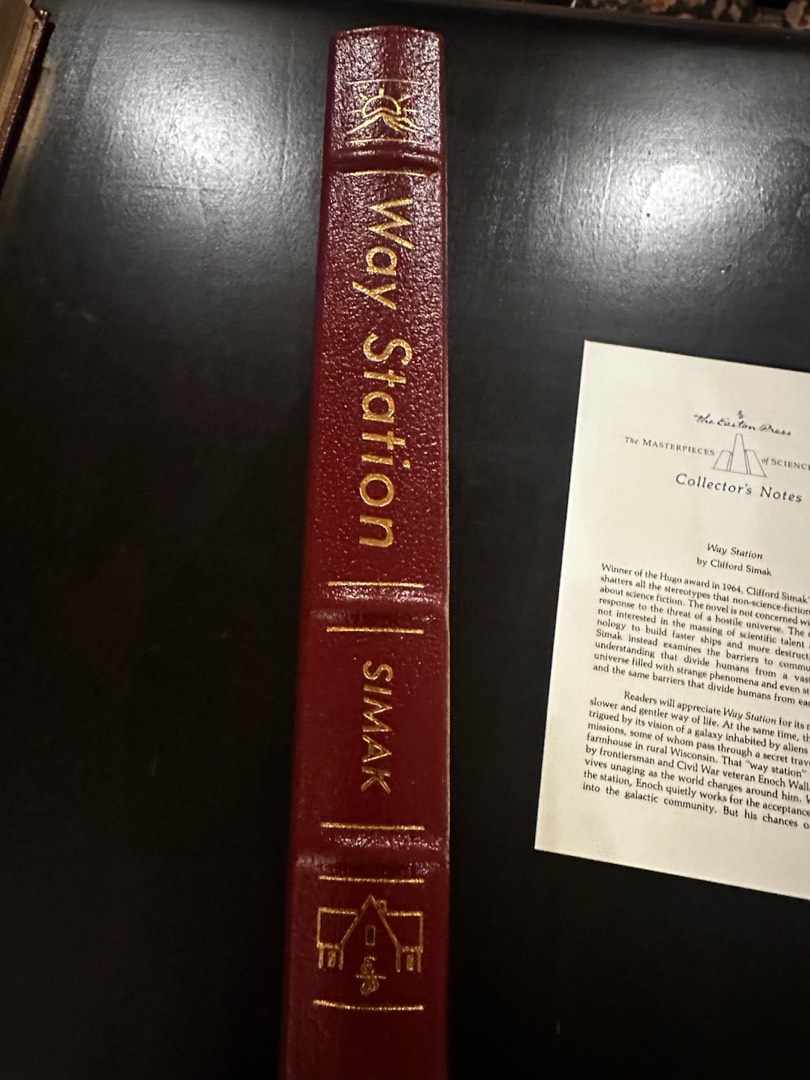 Way Station
SIMAK
The Easton Press
The MASTERPIECES of SCIENC
Collector's Notes
Way Station
by Clifford Simak
Winner of the Hugo award in 1964, Clifford Simak'
shatters all the stereotypes that non-science-fiction
about science fiction. The novel is not concerned wi
response to the threat of a hostile universe. The
not interested in the massing of scientific talent
nology to build faster ships and more destruct
Simak instead examines the barriers to commu
understanding that divide humans from a vas
universe filled with strange phenomena and even st
and the same barriers that divide humans from ea
Readers will appreciate Way Station for its
slower and gentler way of life. At the same time, th
trigued by its vision of a galaxy inhabited by aliens
missions, some of whom pass through a secret trav
farmhouse in rural Wisconsin. That "way station"
by frontiersman and Civil War veteran Enoch Wall
vives unaging as the world changes around him. W
the station, Enoch quietly works for the acceptance
into the galactic community. But his chances o